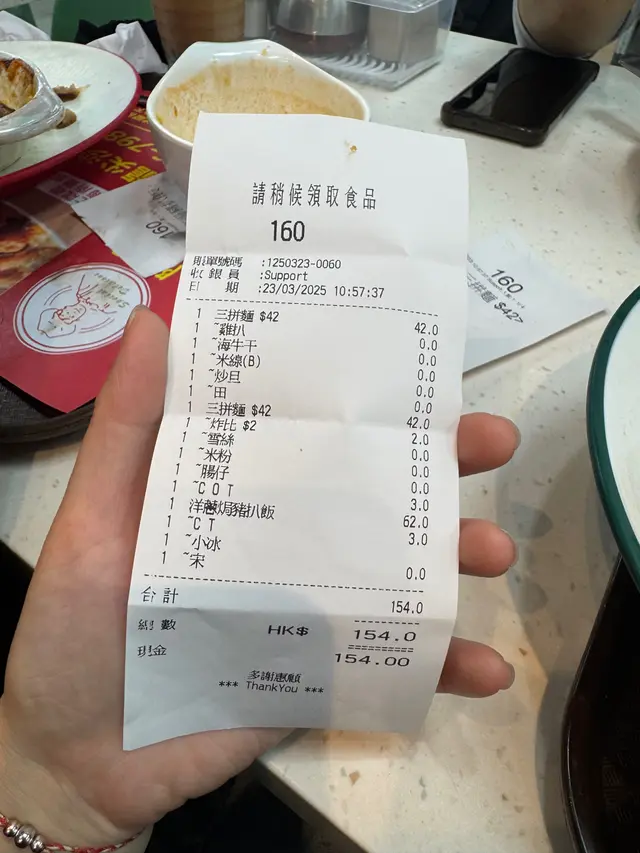 請稍候領取食品
160
賬單號碼 :1250323-0060
收銀員 :Support
日 期 :23/03/2025 10:57:37
1 三拼麵 $42 42.0
1 ~雞扒 0.0
1 ~海牛干 0.0
1 ~米線(B) 0.0
1 ~炒旦 0.0
1 ~田 0.0
1 三拼麵 $42 42.0
1 ~炸比 $2 2.0
1 ~雪絲 0.0
1 ~米粉 0.0
1 ~腸仔 0.0
1 ~C O T 3.0
1 洋蔥焗豬扒飯 62.0
1 ~C T 3.0
1 ~小冰
1 ~宋 0.0
合計 154.0
總數 HK$ 154.0
現金 154.00
多謝惠顧
*** ThankYou ***
160
三拼麵 $42
160